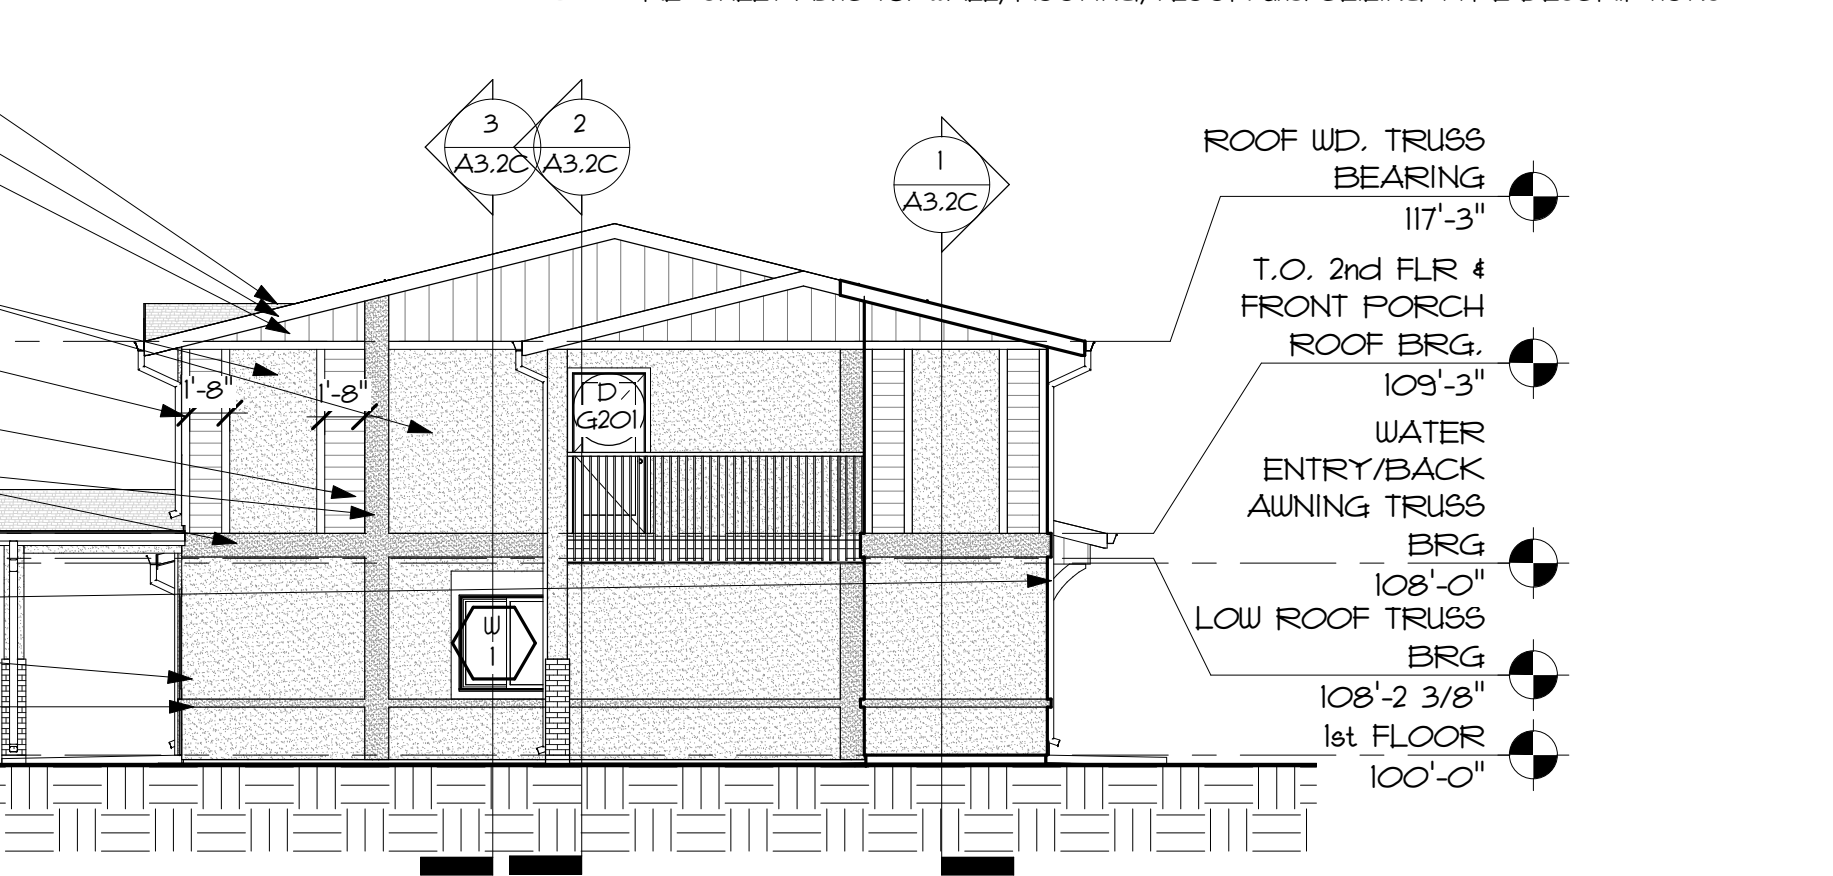 3
A3.2C
2
A3.2C
1
A3.2C
ROOF WD. TRUSS
BEARING
117'-3"
T.O. 2nd FLR &
FRONT PORCH
ROOF BRG.
109'-3"
1'-8"
1'-8"
D
G201
WATER
ENTRY/BACK
AWNING TRUSS
BRG
108'-0"
W
1
LOW ROOF TRUSS
BRG
108'-2 3/8"
1st FLOOR
100'-0"